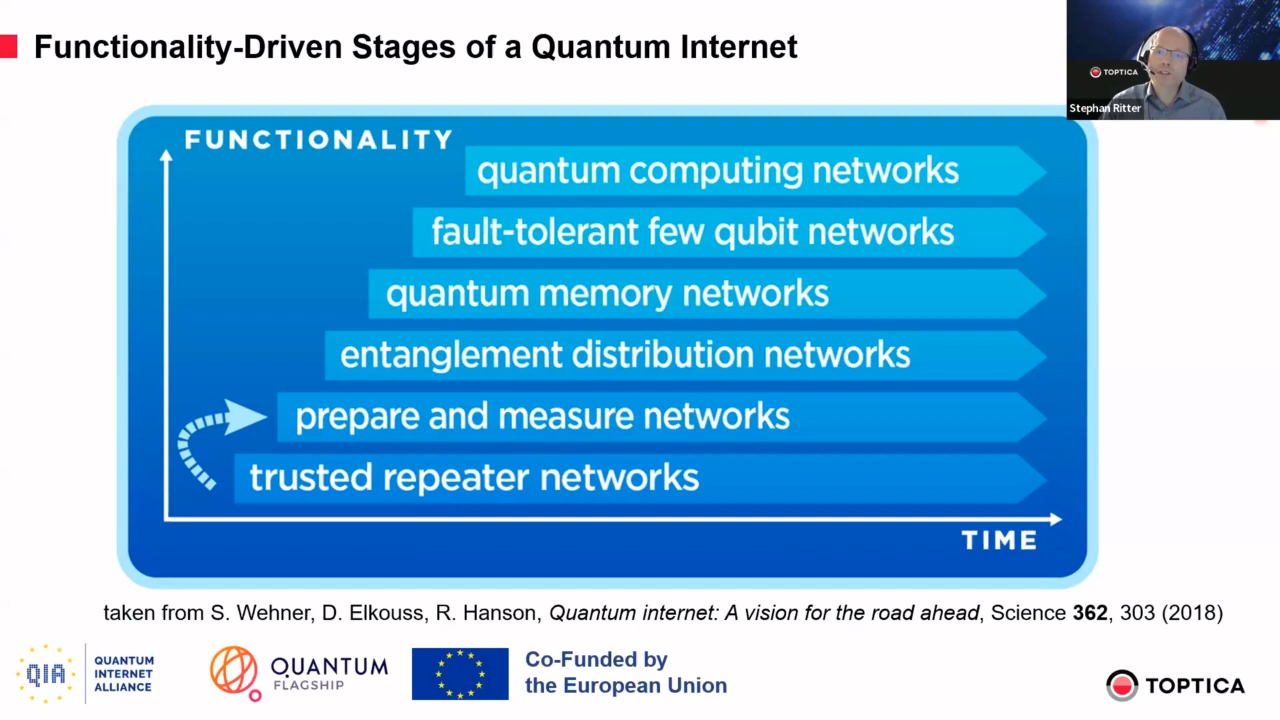 Functionality-Driven Stages of a Quantum Internet
TOPTICA
Stephan Ritter
FUNCTIONALITY
quantum computing networks
fault-tolerant few qubit networks
quantum memory networks
entanglement distribution networks
prepare and measure networks
trusted repeater networks
TIME
taken from S. Wehner, D. Elkouss, R. Hanson, Quantum internet: A vision for the road ahead, Science 362, 303 (2018)
QIA
QUANTUM
INTERNET
ALLIANCE
QUANTUM
FLAGSHIP
Co-Funded by
the European Union
TOPTICA